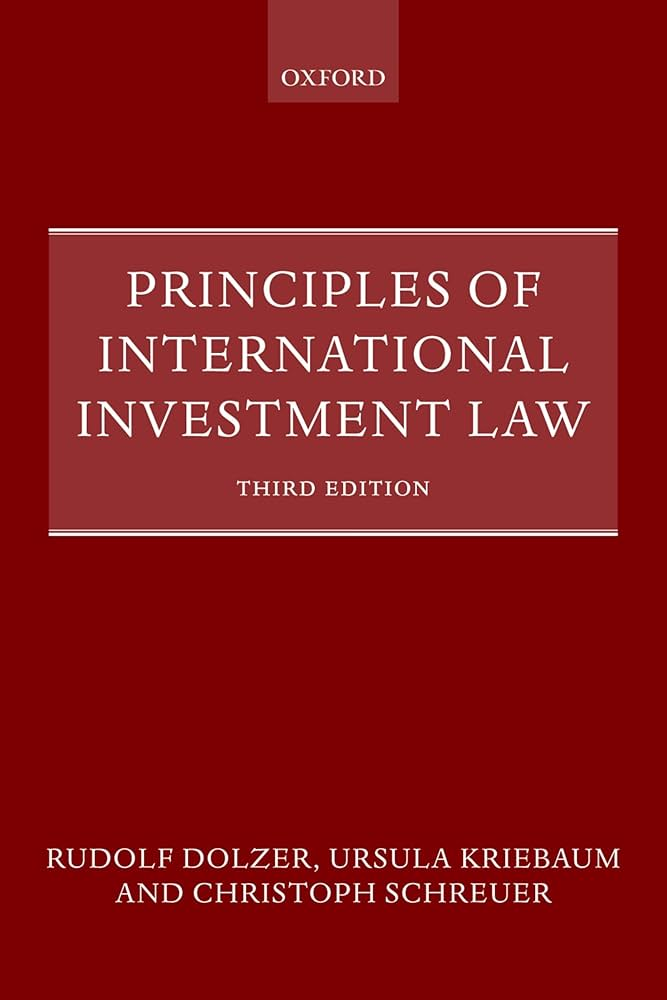 OXFORD
PRINCIPLES OF
INTERNATIONAL
INVESTMENT LAW
THIRD EDITION
RUDOLF DOLZER, URSULA KRIEBAUM
AND CHRISTOPH SCHREUER